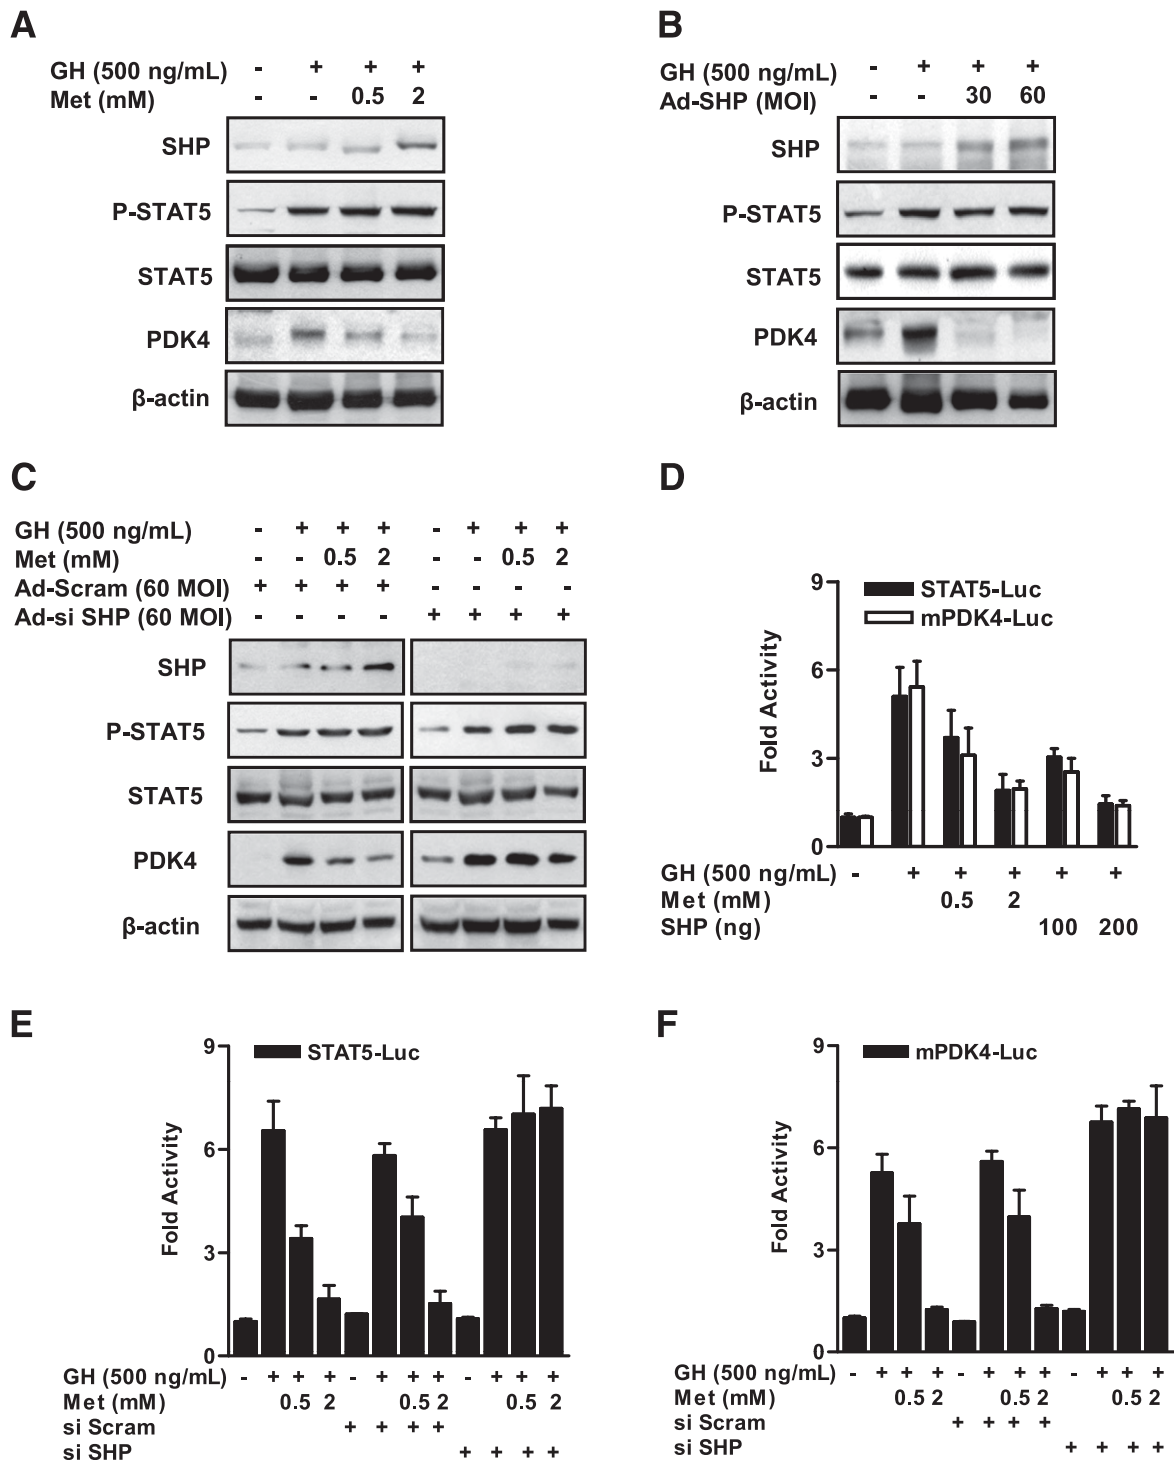 A
GH (500 ng/mL) - + + +
Met (mM) - - 0.5 2
SHP
P-STAT5
STAT5
PDK4
β-actin
B
GH (500 ng/mL) - + + +
Ad-SHP (MOI) - - 30 60
SHP
P-STAT5
STAT5
PDK4
β-actin
C
GH (500 ng/mL) - + + + - + + +
Met (mM) - - 0.5 2 - - 0.5 2
Ad-Scram (60 MOI) + + + + - - - -
Ad-si SHP (60 MOI) - - - - + + + +
SHP
P-STAT5
STAT5
PDK4
β-actin
D
STAT5-Luc
mPDK4-Luc
Fold Activity
9
6
3
0
GH (500 ng/mL) - + + + + +
Met (mM) 0.5 2
SHP (ng) 100 200
E
STAT5-Luc
Fold Activity
9
6
3
0
GH (500 ng/mL) - + + + - + + + - + + +
Met (mM) 0.5 2 0.5 2 0.5 2
si Scram + + + +
si SHP + + + +
F
mPDK4-Luc
Fold Activity
9
6
3
0
GH (500 ng/mL) - + + + - + + + - + + +
Met (mM) 0.5 2 0.5 2 0.5 2
si Scram + + + +
si SHP + + + +